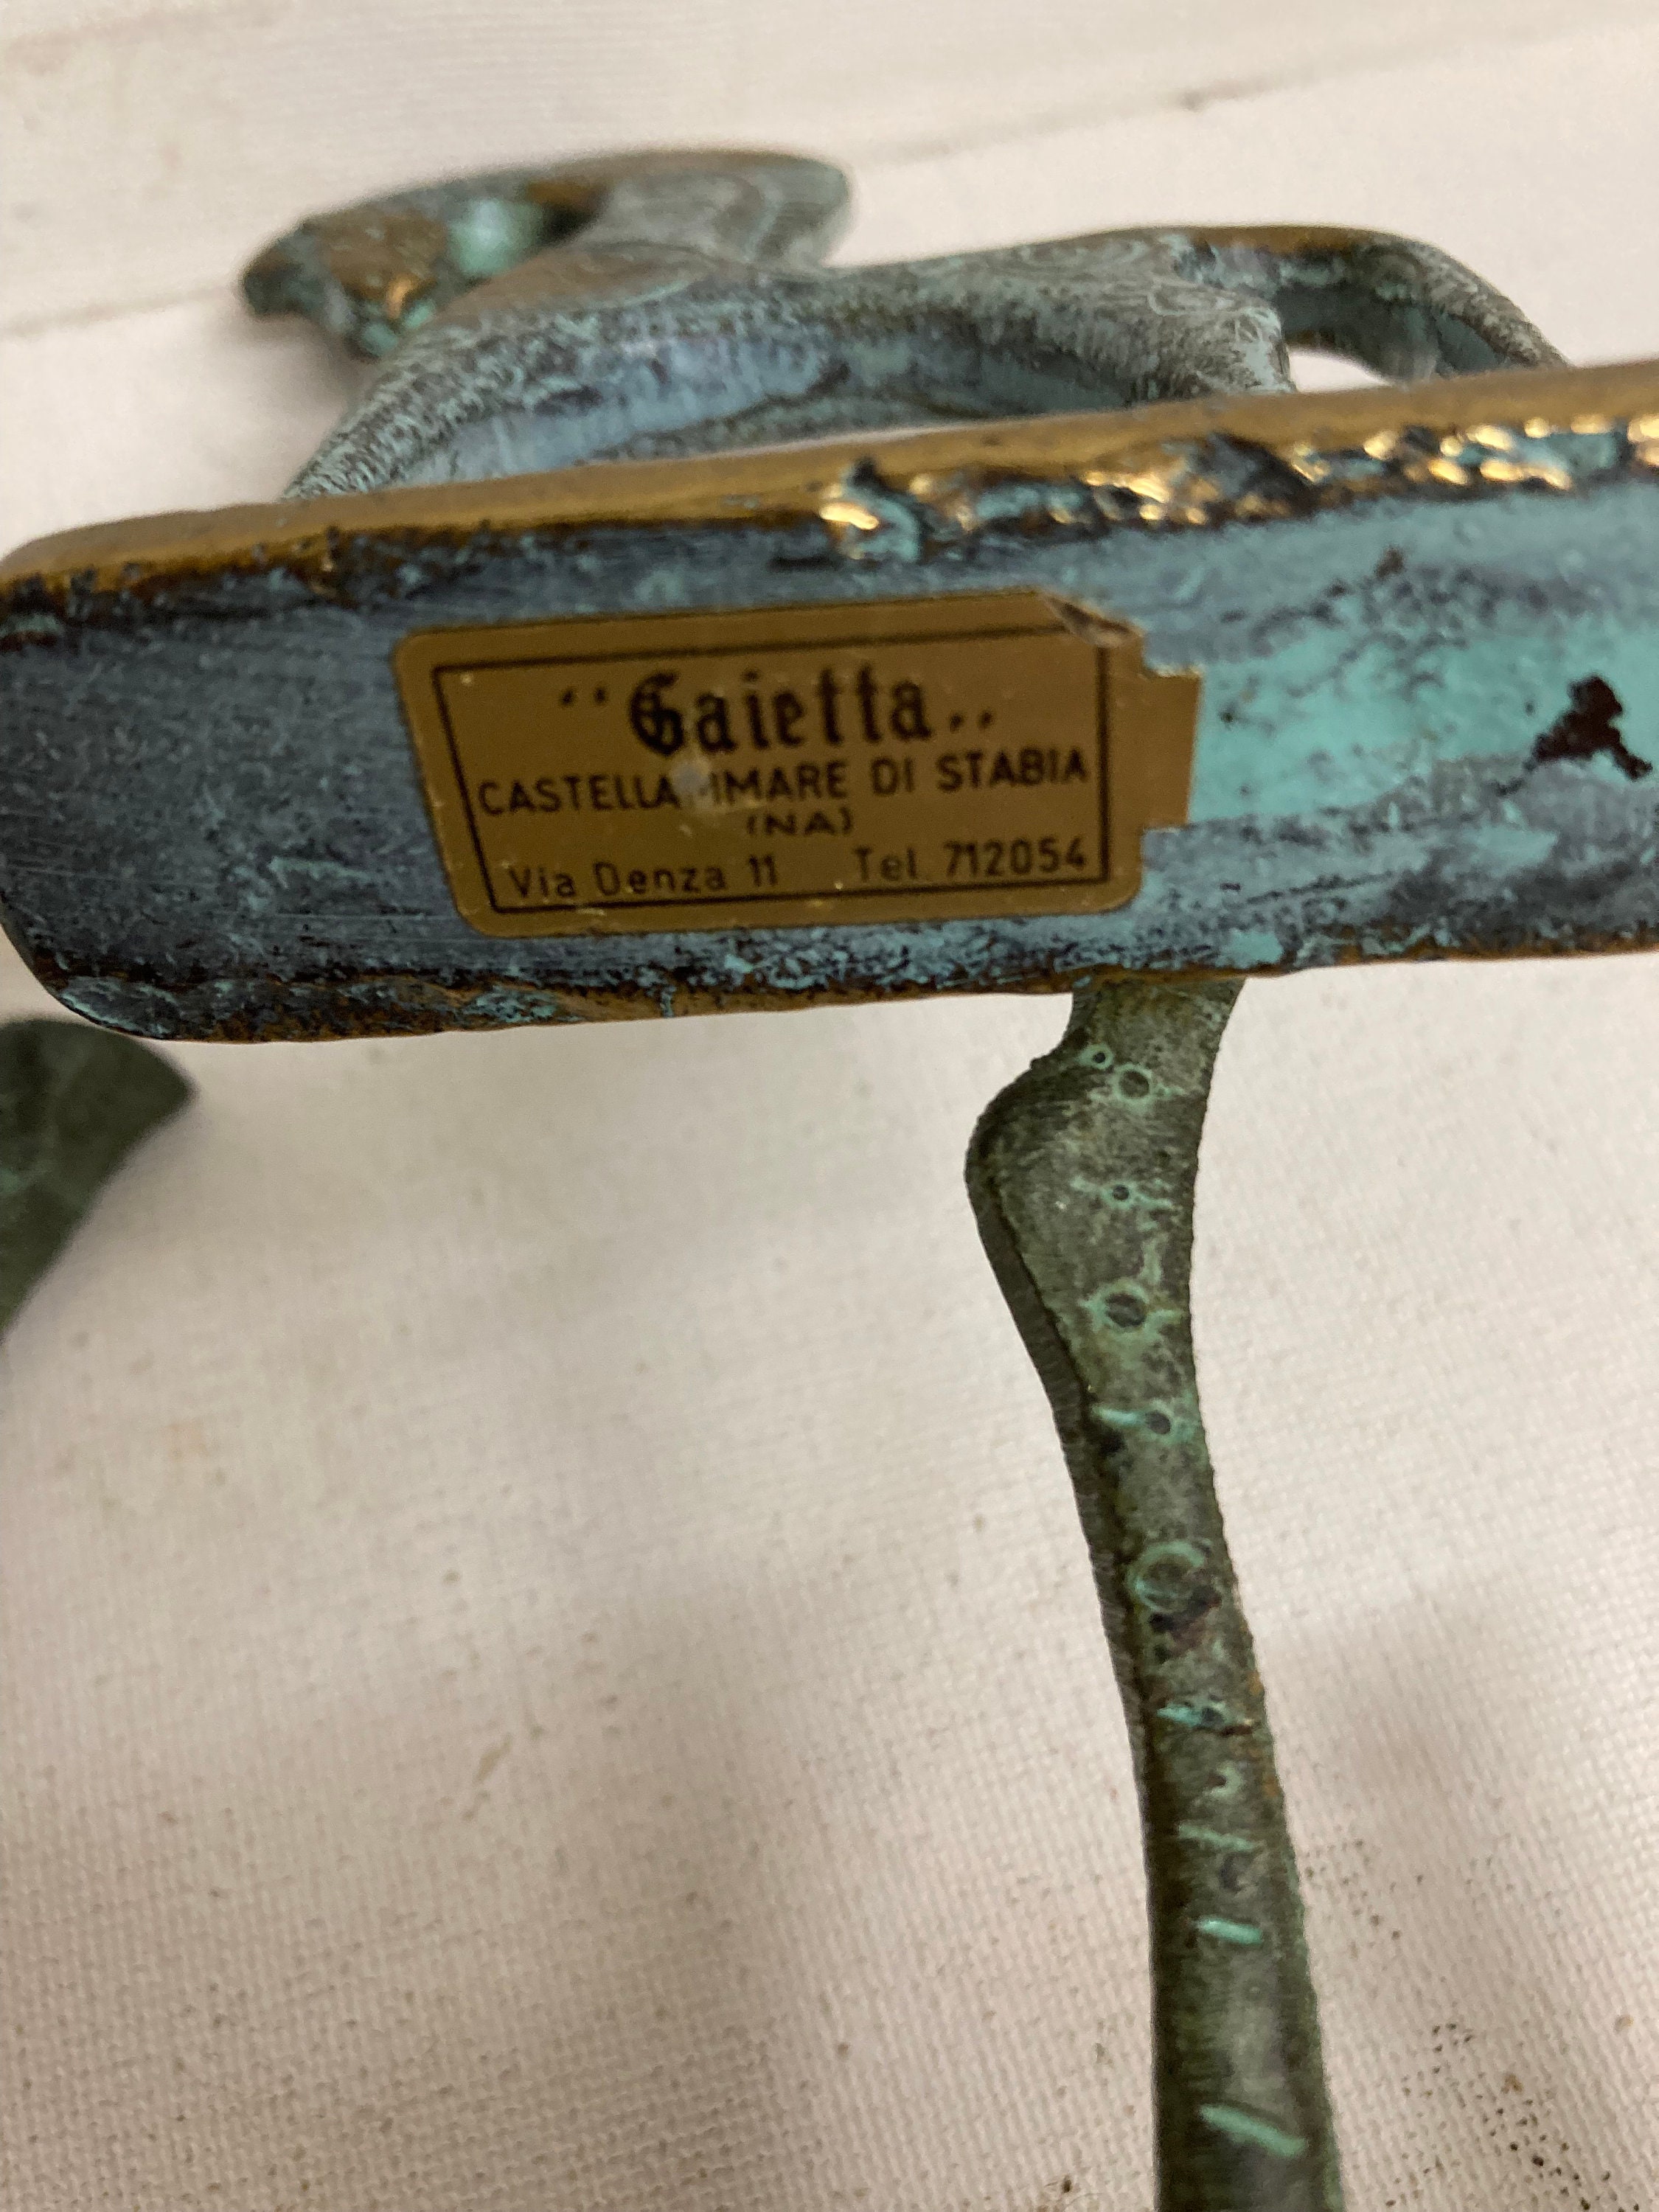 "Gaietta"
CASTELLAMMARE DI STABIA
(NA)
Via Denza 11 Tel. 712054